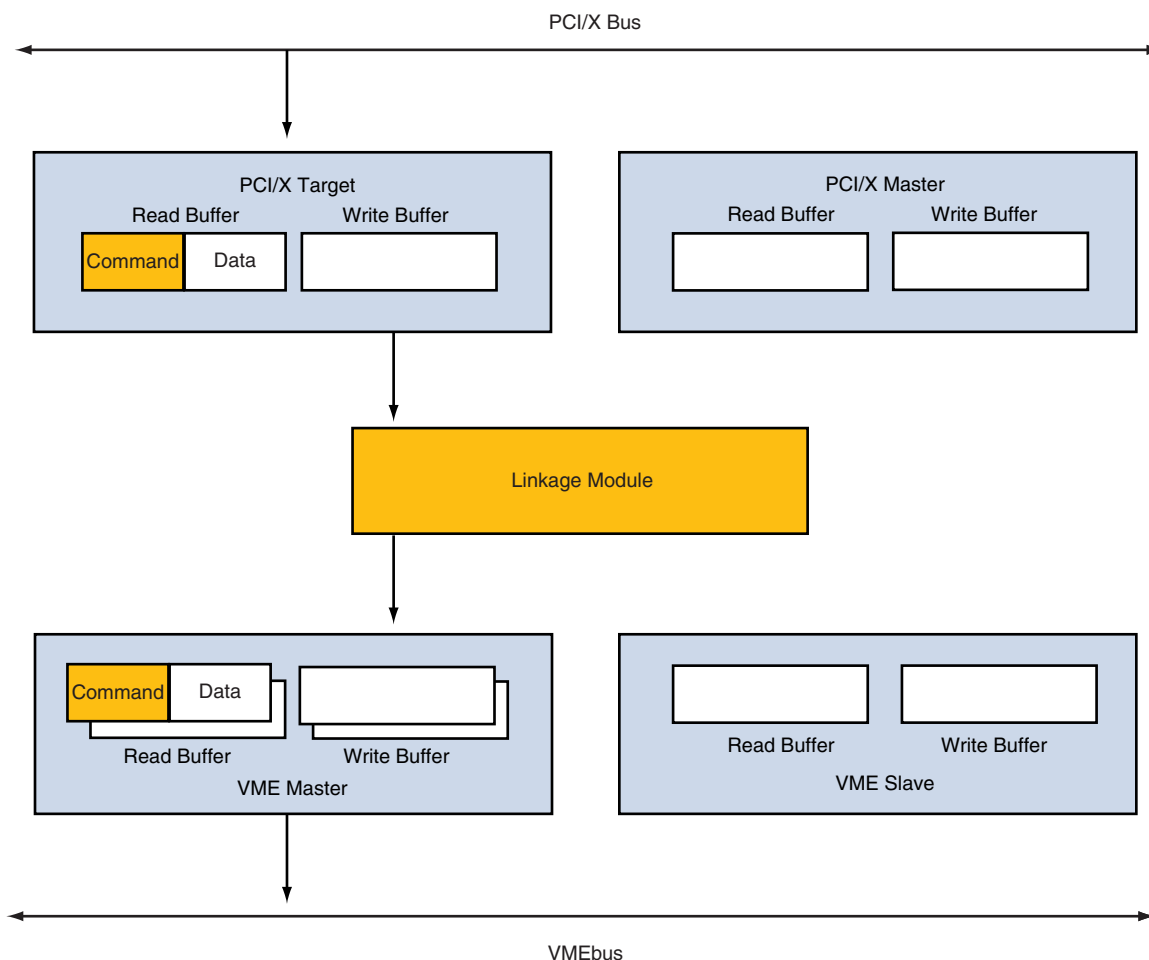 PCI/X Bus
PCI/X Target
Read Buffer
Write Buffer
Command
Data
PCI/X Master
Read Buffer
Write Buffer
Linkage Module
Command
Data
Read Buffer
Write Buffer
VME Master
Read Buffer
Write Buffer
VME Slave
VMEbus